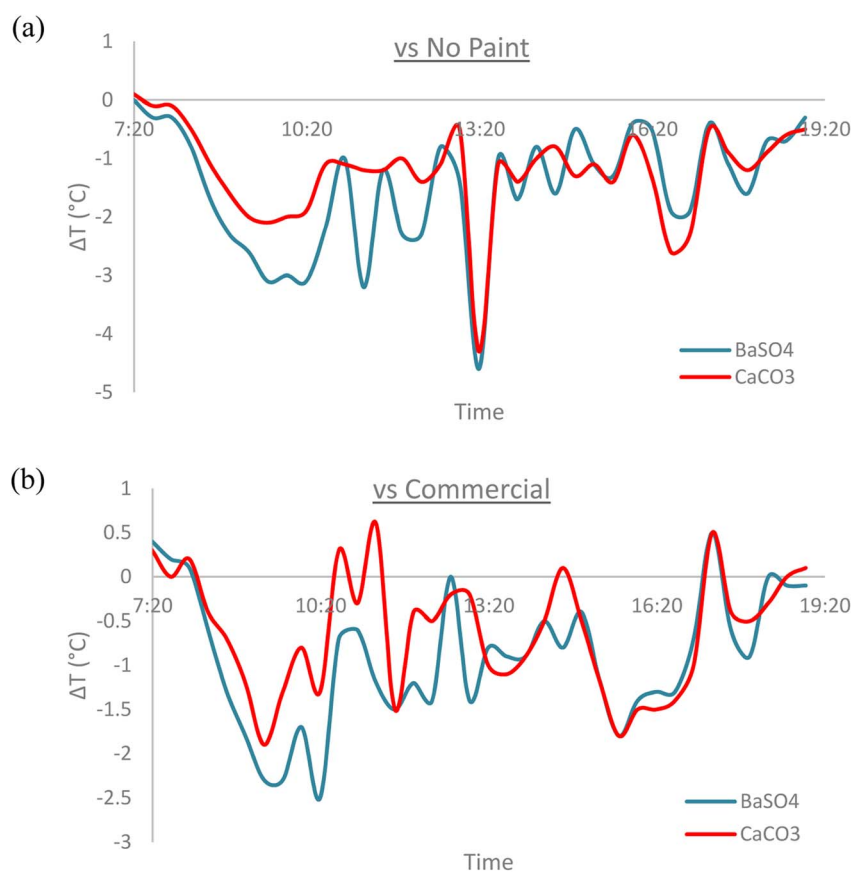 (a)
vs No Paint
1
0
-1
-2
-3
-4
-5
7:20 10:20 13:20 16:20 19:20
ΔT (°C)
Time
BaSO4
CaCO3
(b)
vs Commercial
1
0.5
0
-0.5
-1
-1.5
-2
-2.5
-3
7:20 10:20 13:20 16:20 19:20
ΔT (°C)
Time
BaSO4
CaCO3